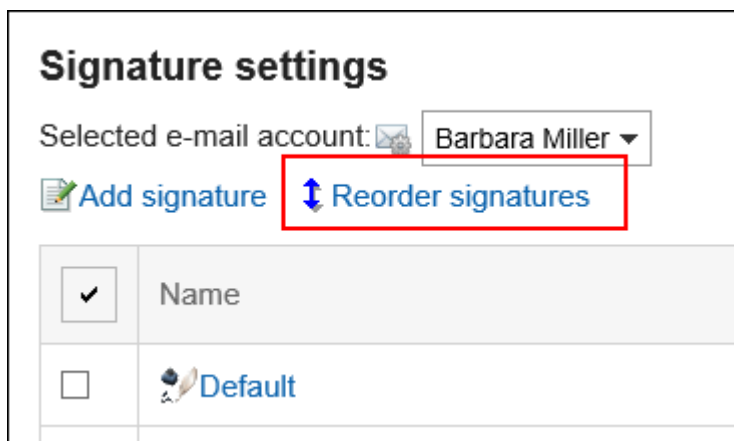 Signature settings
Selected e-mail account: Barbara Miller
Add signature Reorder signatures
Name
Default